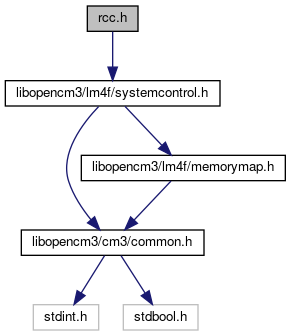 rcc.h
libopencm3/lm4f/systemcontrol.h
libopencm3/lm4f/memorymap.h
libopencm3/cm3/common.h
stdint.h
stdbool.h